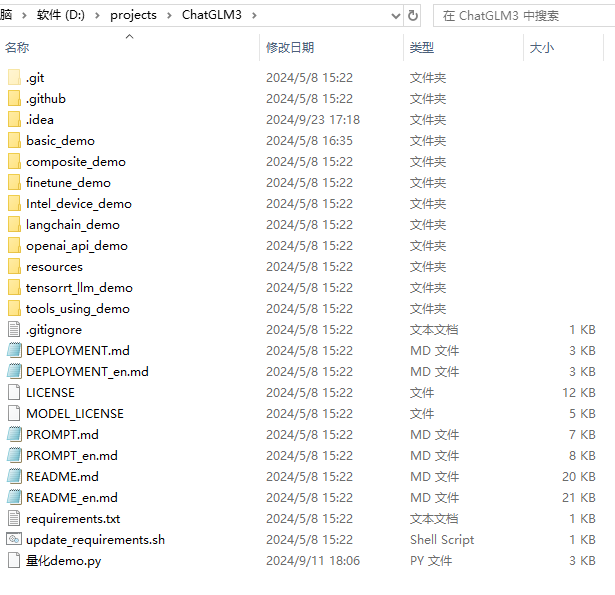 脑 > 软件 (D:) > projects > ChatGLM3 > 在 ChatGLM3 中搜索
名称 修改日期 类型 大小
.git 2024/5/8 15:22 文件夹
.github 2024/5/8 15:22 文件夹
.idea 2024/9/23 17:18 文件夹
basic_demo 2024/5/8 16:35 文件夹
composite_demo 2024/5/8 15:22 文件夹
finetune_demo 2024/5/8 15:22 文件夹
Intel_device_demo 2024/5/8 15:22 文件夹
langchain_demo 2024/5/8 15:22 文件夹
openai_api_demo 2024/5/8 15:22 文件夹
resources 2024/5/8 15:22 文件夹
tensorrt_llm_demo 2024/5/8 15:22 文件夹
tools_using_demo 2024/5/8 15:22 文件夹
.gitignore 2024/5/8 15:22 文本文档 1 KB
DEPLOYMENT.md 2024/5/8 15:22 MD 文件 3 KB
DEPLOYMENT_en.md 2024/5/8 15:22 MD 文件 3 KB
LICENSE 2024/5/8 15:22 文件 12 KB
MODEL_LICENSE 2024/5/8 15:22 文件 5 KB
PROMPT.md 2024/5/8 15:22 MD 文件 7 KB
PROMPT_en.md 2024/5/8 15:22 MD 文件 8 KB
README.md 2024/5/8 15:22 MD 文件 20 KB
README_en.md 2024/5/8 15:22 MD 文件 21 KB
requirements.txt 2024/5/8 15:22 文本文档 1 KB
update_requirements.sh 2024/5/8 15:22 Shell Script 1 KB
量化demo.py 2024/9/11 18:06 PY 文件 3 KB